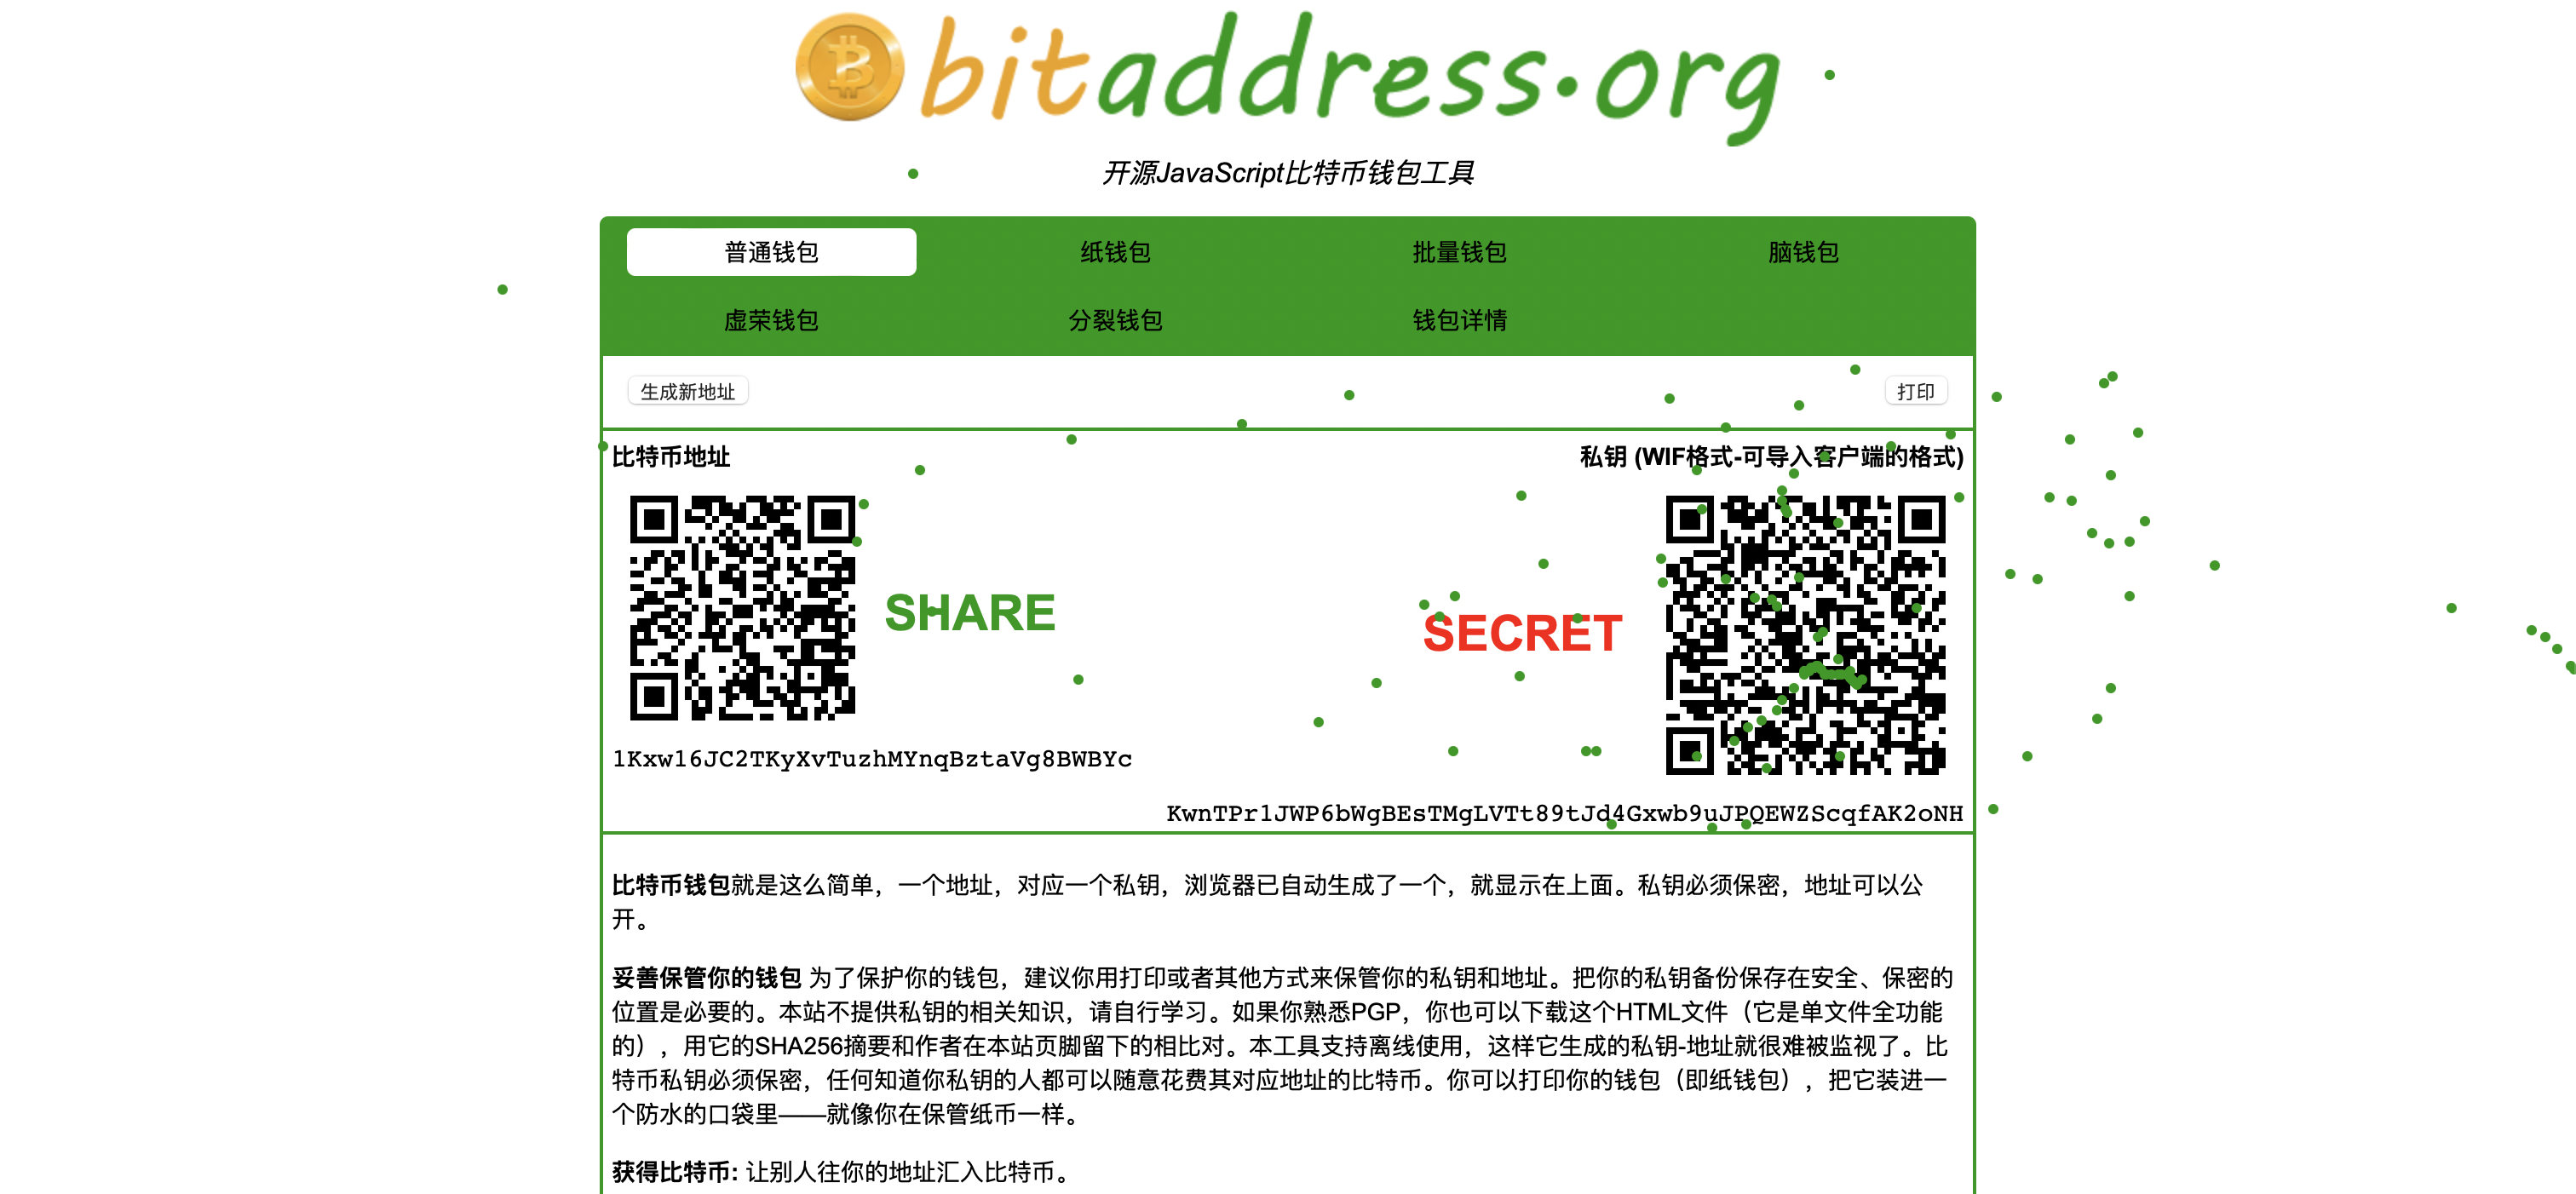 bitaddress.org
开源JavaScript比特币钱包工具
普通钱包 纸钱包 批量钱包 脑钱包
虚荣钱包 分裂钱包 钱包详情
生成新地址 打印
比特币地址 私钥 (WIF格式-可导入客户端的格式)
SHARE
SECRET
1Kxw16JC2TKyXvTuzhMYnqBztaVg8BWBYc
KwnTPr1JWP6bWgBEsTMgLVTt89tJd4Gxwb9uJPQEWZScqfAK2oNH
比特币钱包就是这么简单，一个地址，对应一个私钥，浏览器已自动生成了一个，就显示在上面。私钥必须保密，地址可以公
开。
妥善保管你的钱包 为了保护你的钱包，建议你用打印或者其他方式来保管你的私钥和地址。把你的私钥备份保存在安全、保密的
位置是必要的。本站不提供私钥的相关知识，请自行学习。如果你熟悉PGP，你也可以下载这个HTML文件（它是单文件全功能
的），用它的SHA256摘要和作者在本站页脚留下的相比对。本工具支持离线使用，这样它生成的私钥-地址就很难被监视了。比
特币私钥必须保密，任何知道你私钥的人都可以随意花费其对应地址的比特币。你可以打印你的钱包（即纸钱包），把它装进一
个防水的口袋里——就像你在保管纸币一样。
获得比特币: 让别人往你的地址汇入比特币。